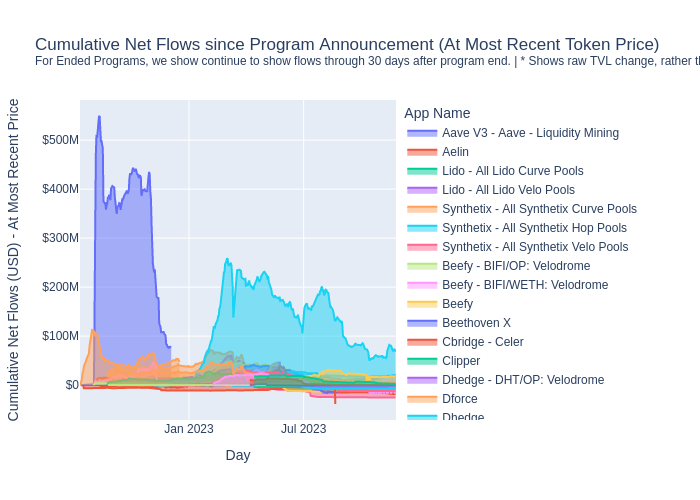 Cumulative Net Flows since Program Announcement (At Most Recent Token Price)
For Ended Programs, we show continue to show flows through 30 days after program end. | * Shows raw TVL change, rather
Cumulative Net Flows (USD) - At Most Recent Price
$500M
$400M
$300M
$200M
$100M
$0
Jan 2023
Jul 2023
Day
App Name
Aave V3 - Aave - Liquidity Mining
Aelin
Lido - All Lido Curve Pools
Lido - All Lido Velo Pools
Synthetix - All Synthetix Curve Pools
Synthetix - All Synthetix Hop Pools
Synthetix - All Synthetix Velo Pools
Beefy - BIFI/OP: Velodrome
Beefy - BIFI/WETH: Velodrome
Beefy
Beethoven X
Cbridge - Celer
Clipper
Dhedge - DHT/OP: Velodrome
Dforce
Dhedge